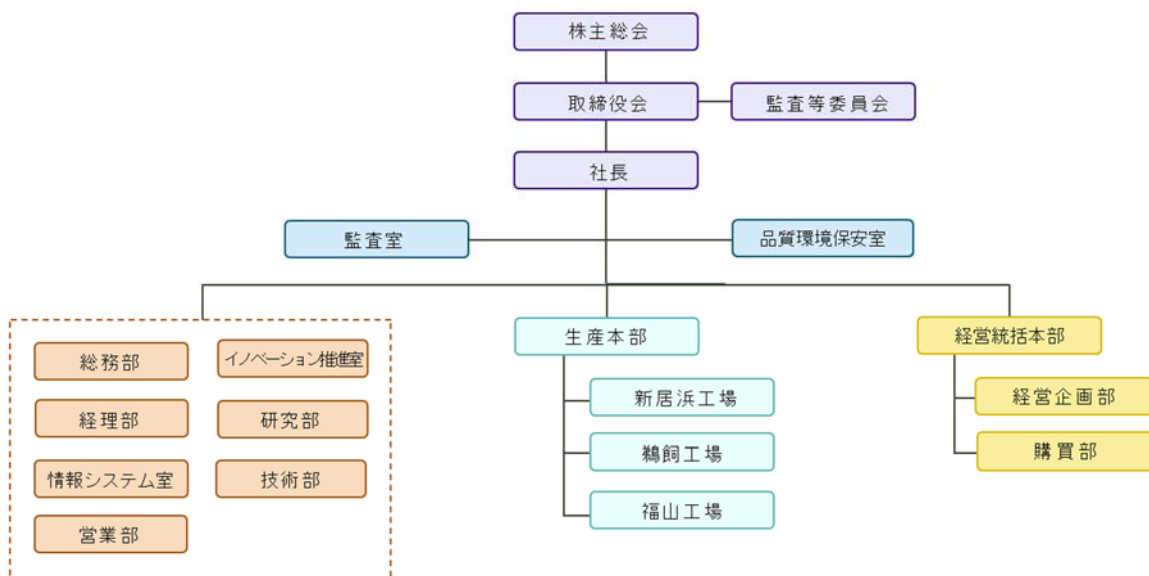 株主総会
取締役会
監査等委員会
社長
監査室
品質環境保安室
総務部
経理部
情報システム室
営業部
イノベーション推進室
研究部
技術部
生産本部
新居浜工場
鵜飼工場
福山工場
経営統括本部
経営企画部
購買部